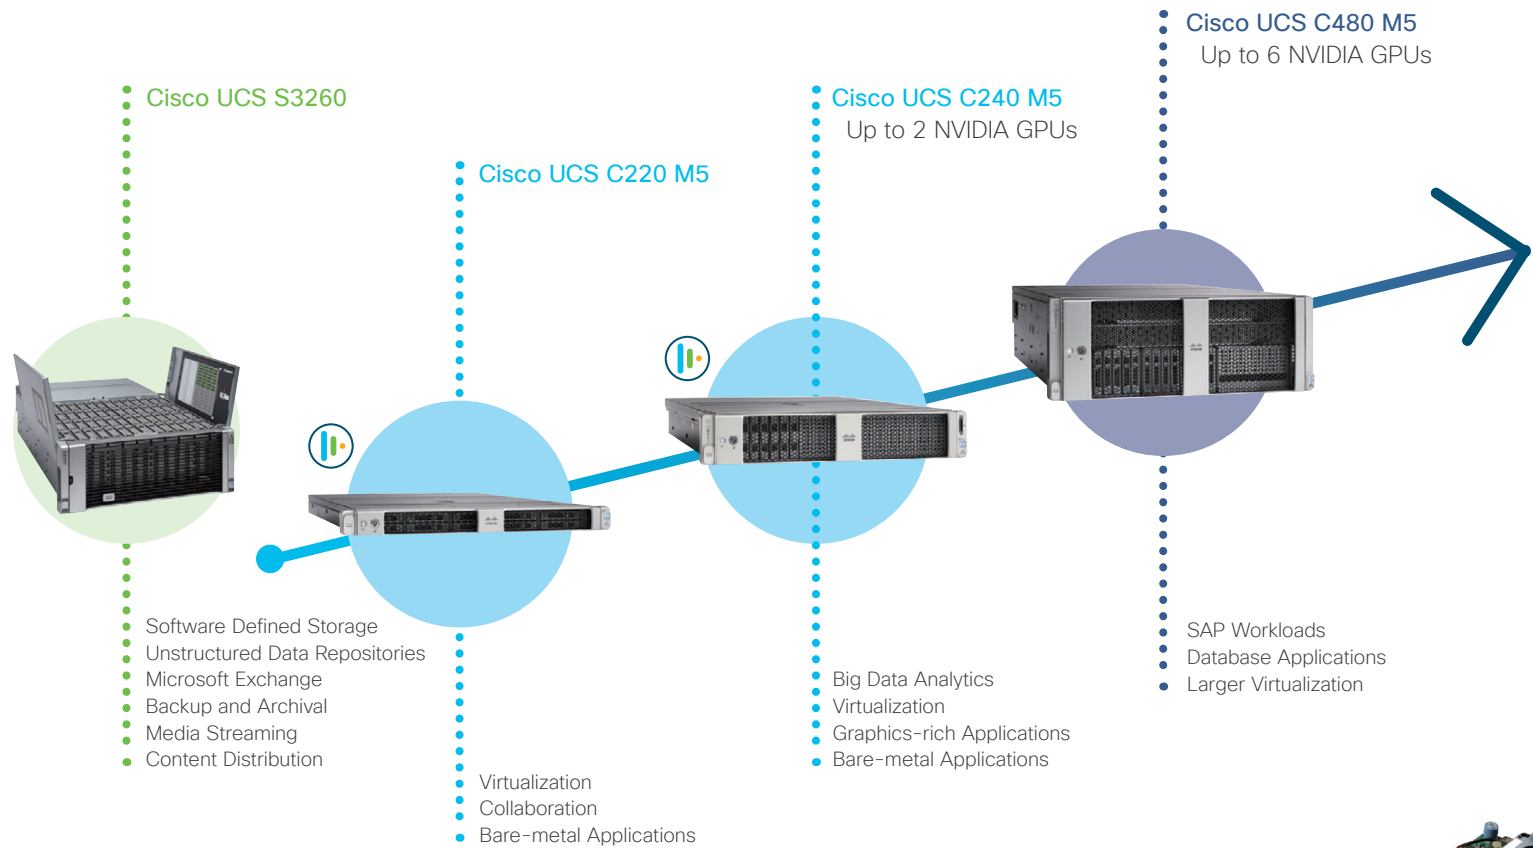 Cisco UCS S3260
Software Defined Storage
Unstructured Data Repositories
Microsoft Exchange
Backup and Archival
Media Streaming
Content Distribution
Cisco UCS C220 M5
Virtualization
Collaboration
Bare-metal Applications
Cisco UCS C240 M5
Up to 2 NVIDIA GPUs
Big Data Analytics
Virtualization
Graphics-rich Applications
Bare-metal Applications
Cisco UCS C480 M5
Up to 6 NVIDIA GPUs
SAP Workloads
Database Applications
Larger Virtualization